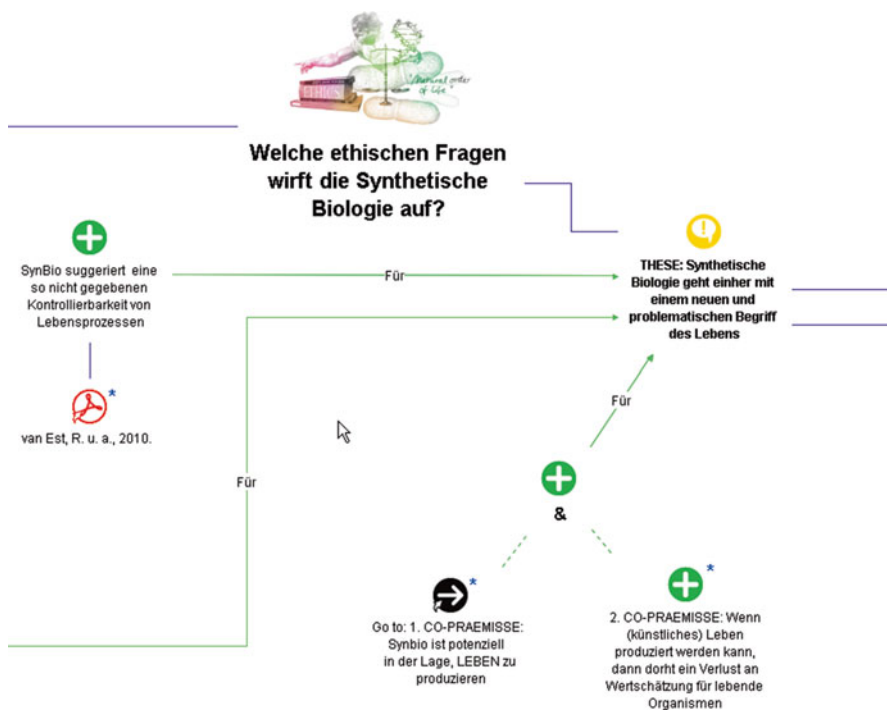 "Natural order
of life"
ETHICS
Welche ethischen Fragen
wirft die Synthetische
Biologie auf?
SynBio suggeriert eine
so nicht gegebenen
Kontrollierbarkeit von
Lebensprozessen
Für
THESE: Synthetische
Biologie geht einher mit
einem neuen und
problematischen Begriff
des Lebens
*
van Est, R. u. a., 2010.
Für
Für
&
*
Go to: 1. CO-PRAEMISSE:
Synbio ist potenziell
in der Lage, LEBEN zu
produzieren
*
2. CO-PRAEMISSE: Wenn
(künstliches) Leben
produziert werden kann,
dann dorht ein Verlust an
Wertschätzung für lebende
Organismen